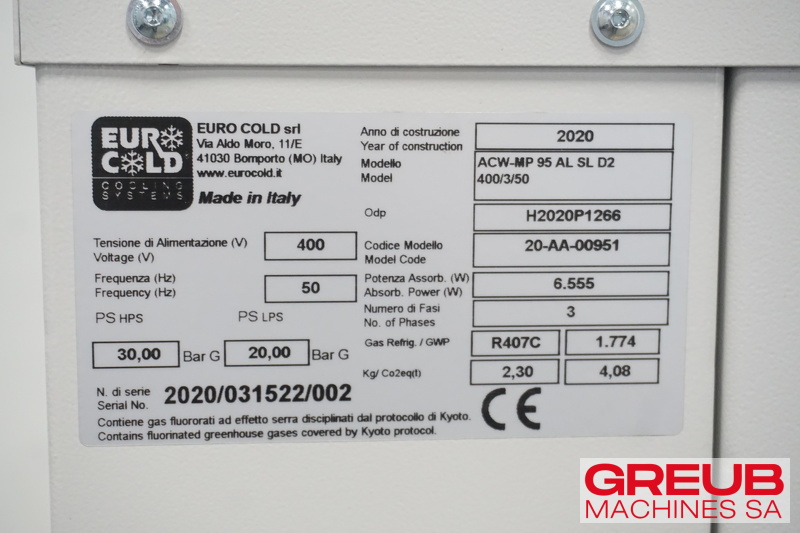 EURO COLD
COOLING
SYSTEMS
EURO COLD srl
Via Aldo Moro, 11/E
41030 Bomporto (MO) Italy
www.eurocold.it
Made in Italy
Anno di costruzione
Year of construction
2020
Modello
Model
ACW-MP 95 AL SL D2
400/3/50
Odp
H2020P1266
Tensione di Alimentazione (V)
Voltage (V)
400
Codice Modello
Model Code
20-AA-00951
Frequenza (Hz)
Frequency (Hz)
50
Potenza Assorb. (W)
Absorb. Power (W)
6.555
Numero di Fasi
No. of Phases
3
PS HPS
PS LPS
30,00 Bar G 20,00 Bar G
Gas Refrig. / GWP
R407C 1.774
Kg/ Co2eq(t)
2,30 4,08
N. di serie
Serial No.
2020/031522/002
CE
Contiene gas fluororati ad effetto serra disciplinati dal protocollo di Kyoto.
Contains fluorinated greenhouse gases covered by Kyoto protocol.
GREUB
MACHINES SA